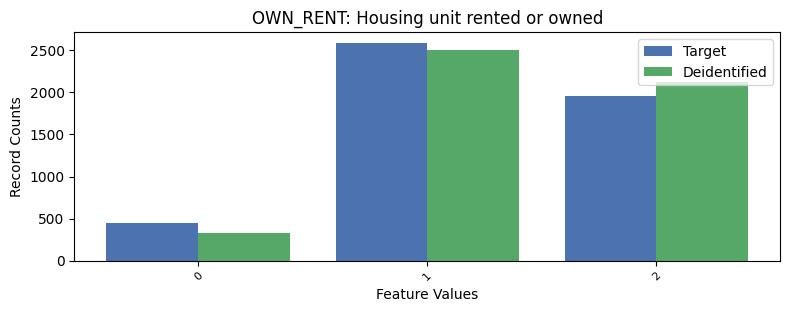 OWN_RENT: Housing unit rented or owned
Target
Deidentified
2500
2000
1500
1000
500
0
Record Counts
0
1
2
Feature Values